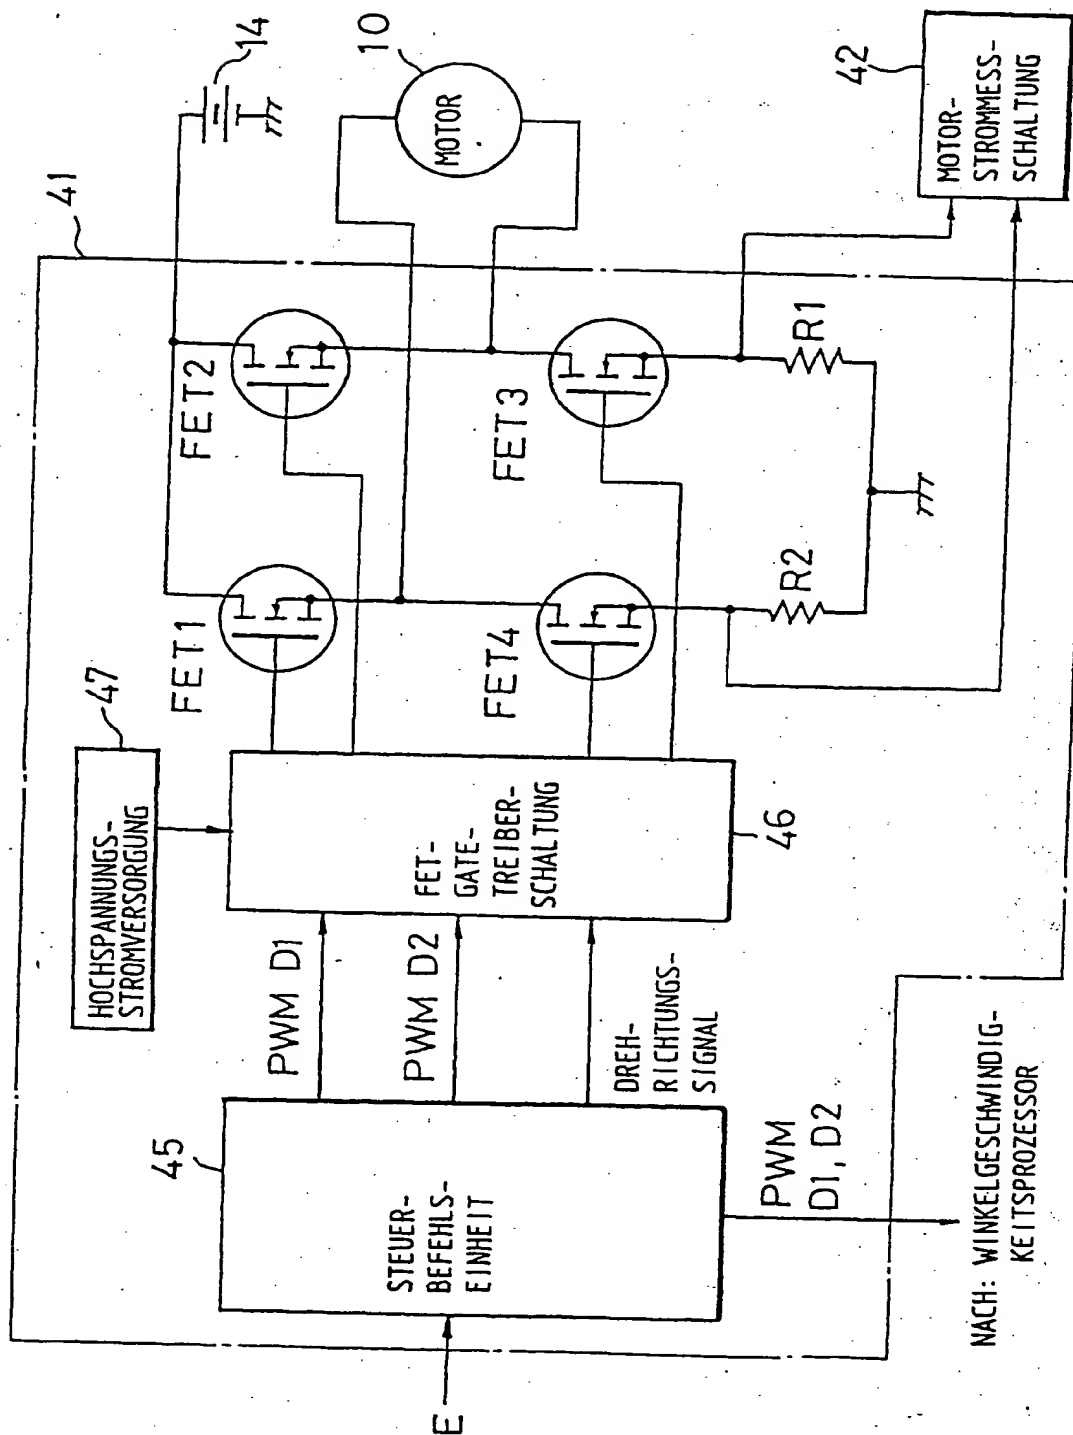 41
14
47
HOCHSPANNUNGS-
STROMVERSORGUNG
FET1
FET2
10
MOTOR
45
STEUER-
BEFEHLS-
EINHEIT
E
PWM D1
PWM D2
DREH-
RICHTUNGS-
SIGNAL
FET-
GATE-
TREIBER-
SCHALTUNG
46
FET4
FET3
R2
R1
42
MOTOR-
STROMMESS-
SCHALTUNG
PWM
D1, D2
NACH: WINKELGESCHWINDIG-
KEITSPROZESSOR